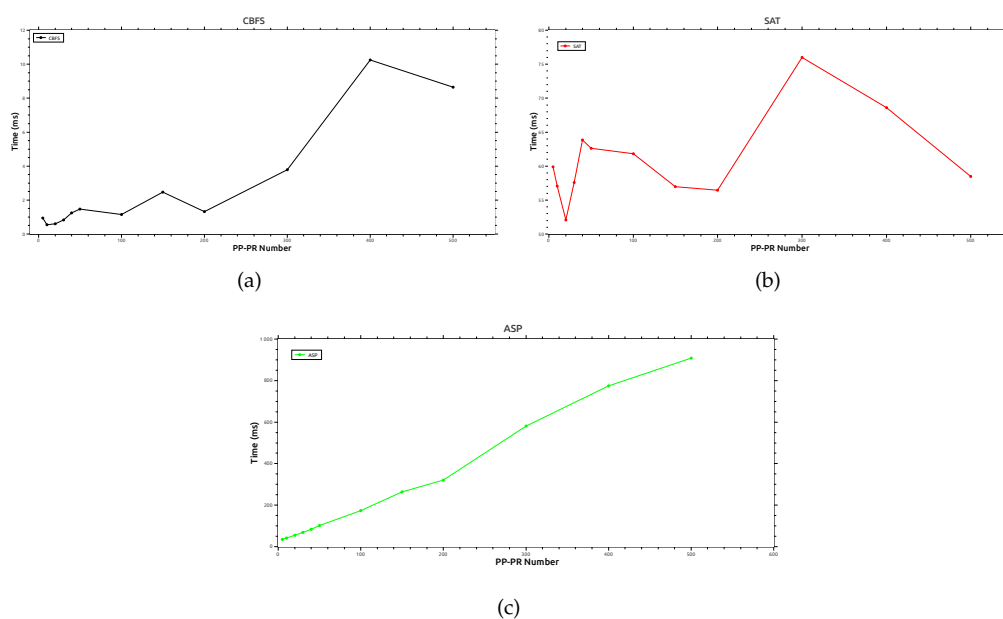 CBFS
CBFS
Time (ms)
12
10
8
6
4
2
0
0 100 200 300 400 500
PP-PR Number
(a)
SAT
SAT
Time (ms)
80
75
70
65
60
55
50
0 100 200 300 400 500
PP-PR Number
(b)
ASP
ASP
Time (ms)
1 000
800
600
400
200
0
0 100 200 300 400 500 600
PP-PR Number
(c)